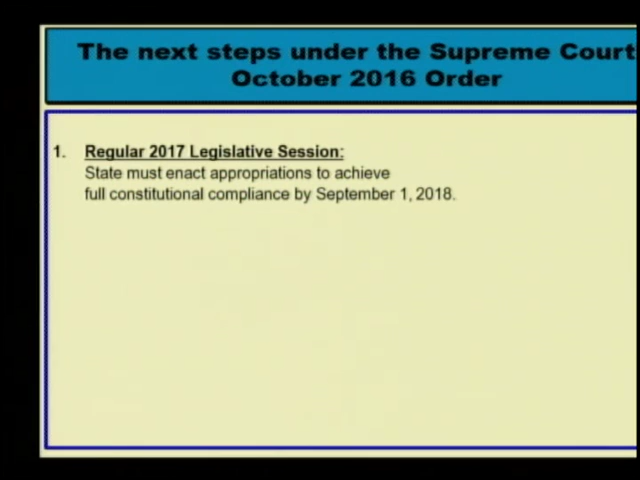 The next steps under the Supreme Court
October 2016 Order
1. Regular 2017 Legislative Session:
State must enact appropriations to achieve
full constitutional compliance by September 1, 2018.